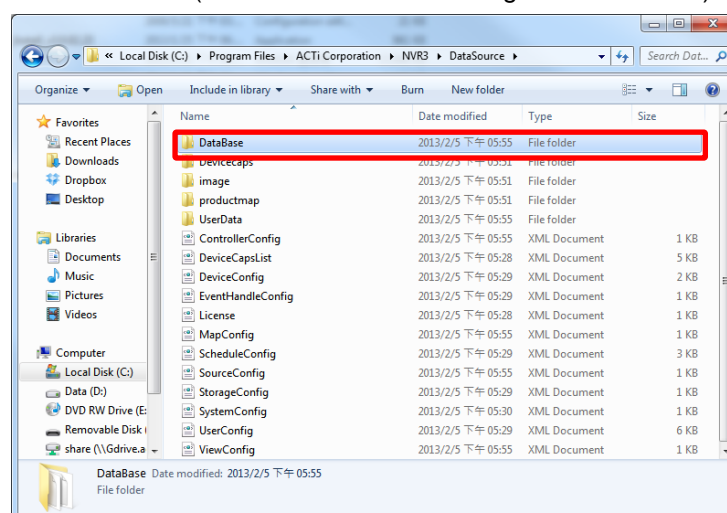 « Local Disk (C:) ▸ Program Files ▸ ACTi Corporation ▸ NVR3 ▸ DataSource ▸ Search Dat...
Organize Open Include in library Share with Burn New folder
Name Date modified Type Size
Favorites
Recent Places
Downloads
Dropbox
Desktop
Libraries
Documents
Music
Pictures
Videos
Computer
Local Disk (C:)
Data (D:)
DVD RW Drive (E:
Removable Disk
share (\\Gdrive.a
DataBase 2013/2/5 下午 05:55 File folder
Devicecaps 2013/2/5 下午 05:51 File folder
image 2013/2/5 下午 05:51 File folder
productmap 2013/2/5 下午 05:51 File folder
UserData 2013/2/5 下午 05:55 File folder
ControllerConfig 2013/2/5 下午 05:55 XML Document 1 KB
DeviceCapsList 2013/2/5 下午 05:28 XML Document 5 KB
DeviceConfig 2013/2/5 下午 05:29 XML Document 2 KB
EventHandleConfig 2013/2/5 下午 05:29 XML Document 1 KB
License 2013/2/5 下午 05:28 XML Document 1 KB
MapConfig 2013/2/5 下午 05:55 XML Document 1 KB
ScheduleConfig 2013/2/5 下午 05:29 XML Document 3 KB
SourceConfig 2013/2/5 下午 05:55 XML Document 1 KB
StorageConfig 2013/2/5 下午 05:29 XML Document 1 KB
SystemConfig 2013/2/5 下午 05:30 XML Document 1 KB
UserConfig 2013/2/5 下午 05:29 XML Document 6 KB
ViewConfig 2013/2/5 下午 05:55 XML Document 1 KB
DataBase Date modified: 2013/2/5 下午 05:55
File folder